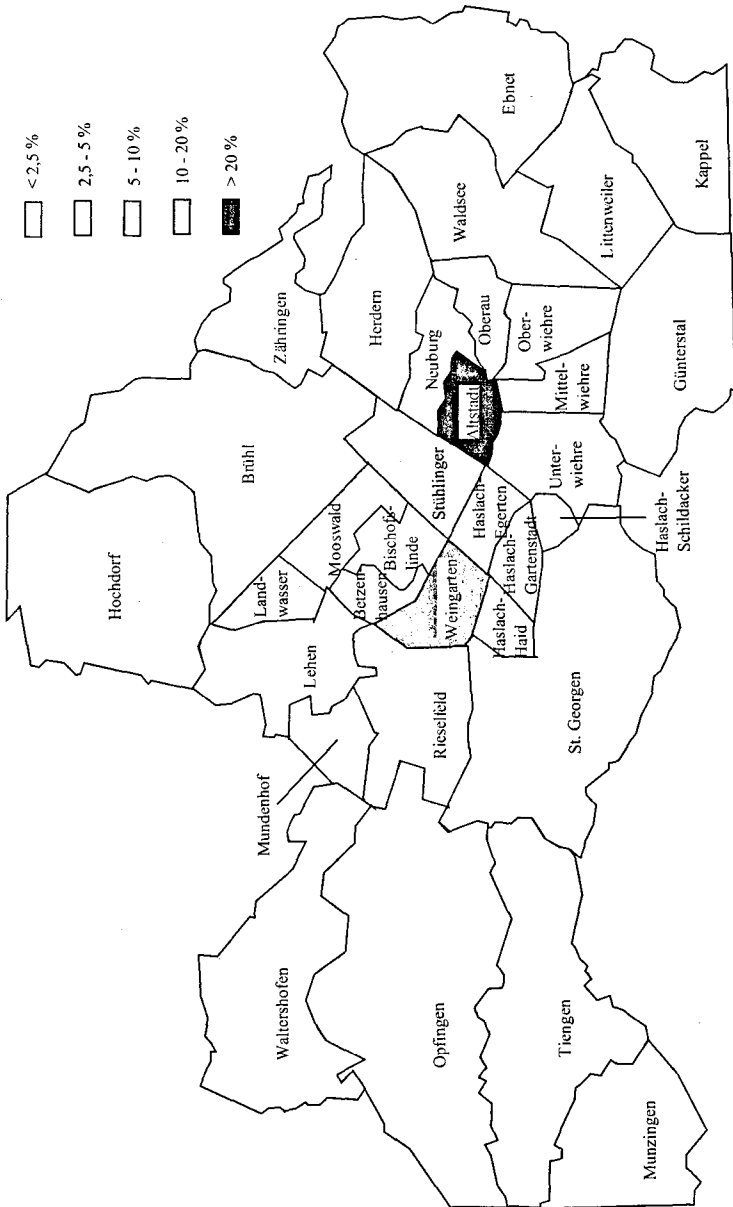 < 2,5 %
2,5 - 5 %
5 - 10 %
10 - 20 %
> 20 %
Hochdorf
Brühl
Zähringen
Herdern
Ebnet
Waldsee
Land-
wasser
Mooswald
Bischofs-
linde
Betzen
hausen
Lehen
Mundenhof
Waltershofen
Stühlinger
Neuburg
Altstadt
Oberau
Ober-
wiehre
Mittel-
wiehre
Unter-
wiehre
Littenweiler
Kappel
Günterstal
Weingarten
Haslach-
Egerten
Haslach-
Gartenstadt
Haslach-
Haid
Haslach-
Schildacker
Rieselfeld
St. Georgen
Opfingen
Tiengen
Munzingen